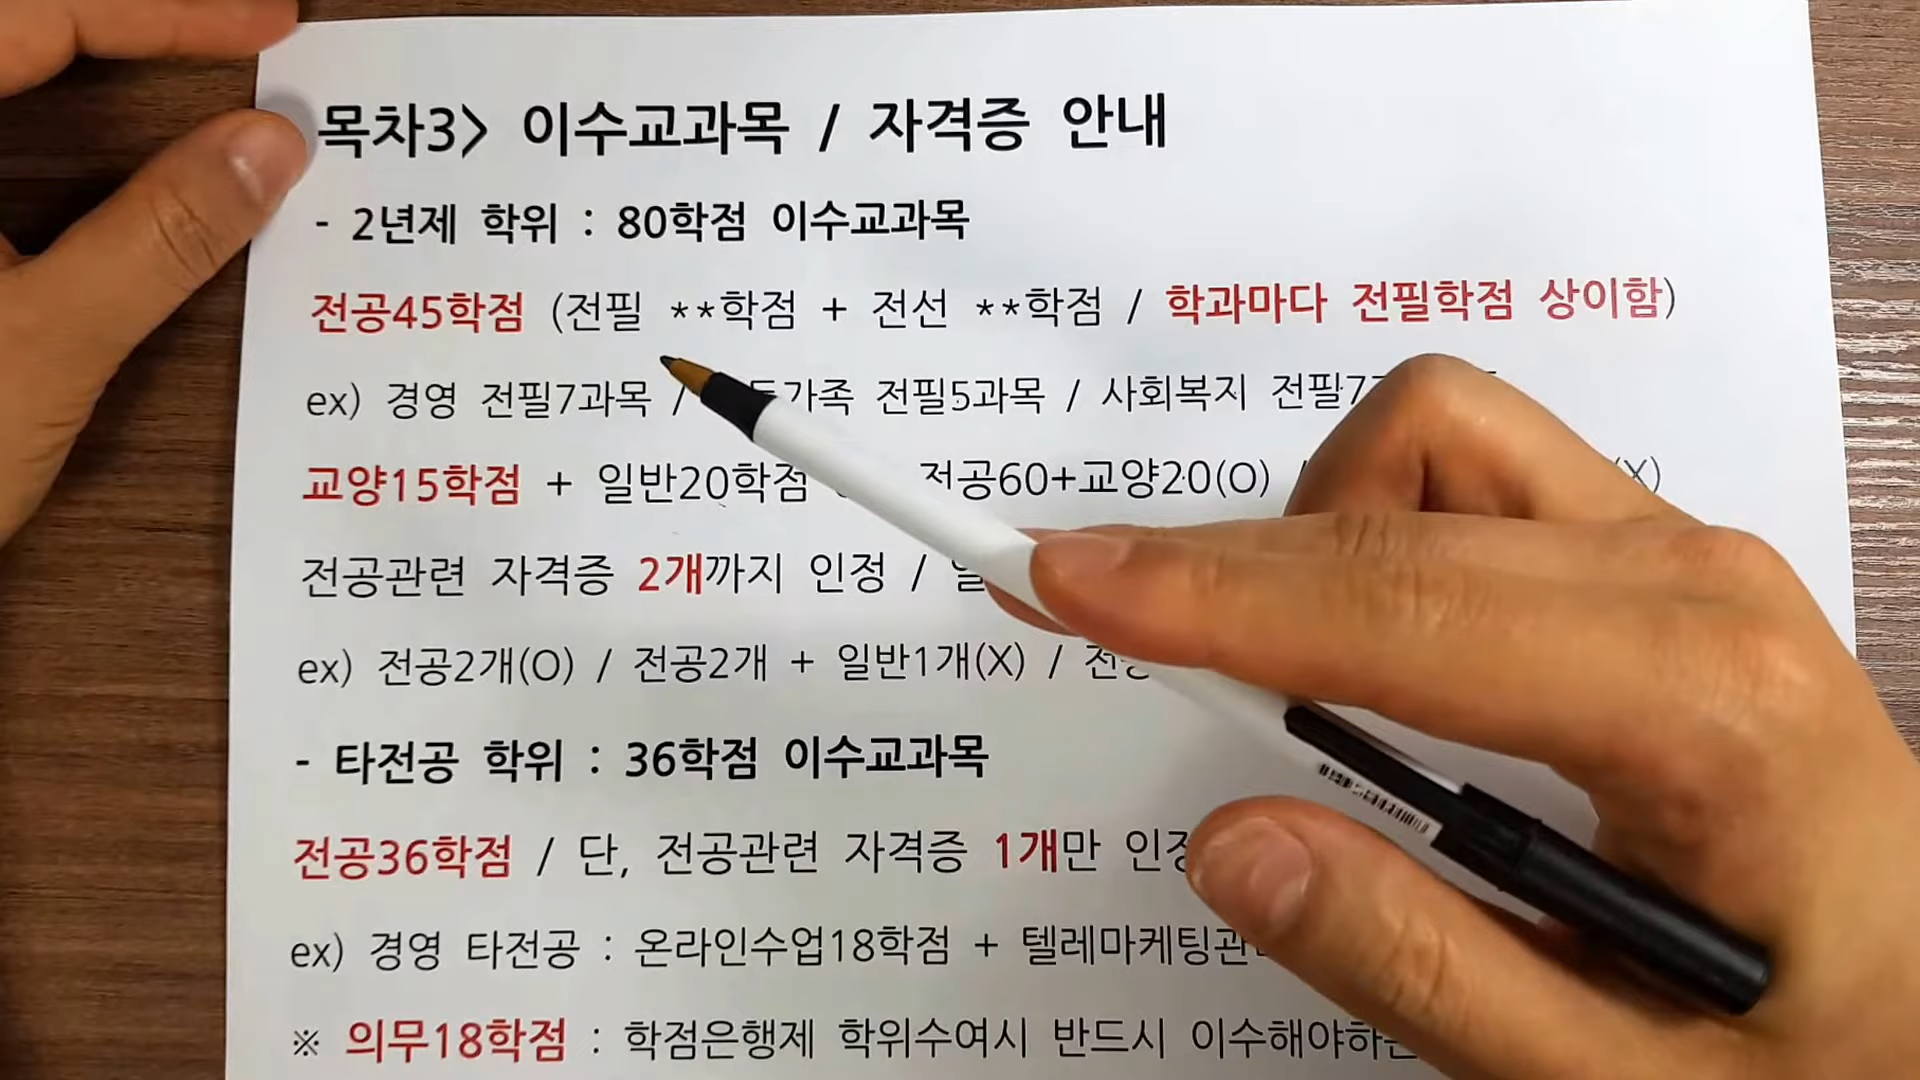 목차3> 이수교과목 / 자격증 안내
- 2년제 학위 : 80학점 이수교과목
전공45학점 (전필 **학점 + 전선 **학점 / 학과마다 전필학점 상이함)
ex) 경영 전필7과목 / 가족 전필5과목 / 사회복지 전필7
교양15학점 + 일반20학점 전공60+교양20(O) / (X)
전공관련 자격증 2개까지 인정 /
ex) 전공2개(O) / 전공2개 + 일반1개(X) /
- 타전공 학위 : 36학점 이수교과목
전공36학점 / 단, 전공관련 자격증 1개만
ex) 경영 타전공 : 온라인수업18학점 + 텔레마케팅관
※ 의무18학점 : 학점은행제 학위수여시 반드시 이수해야하